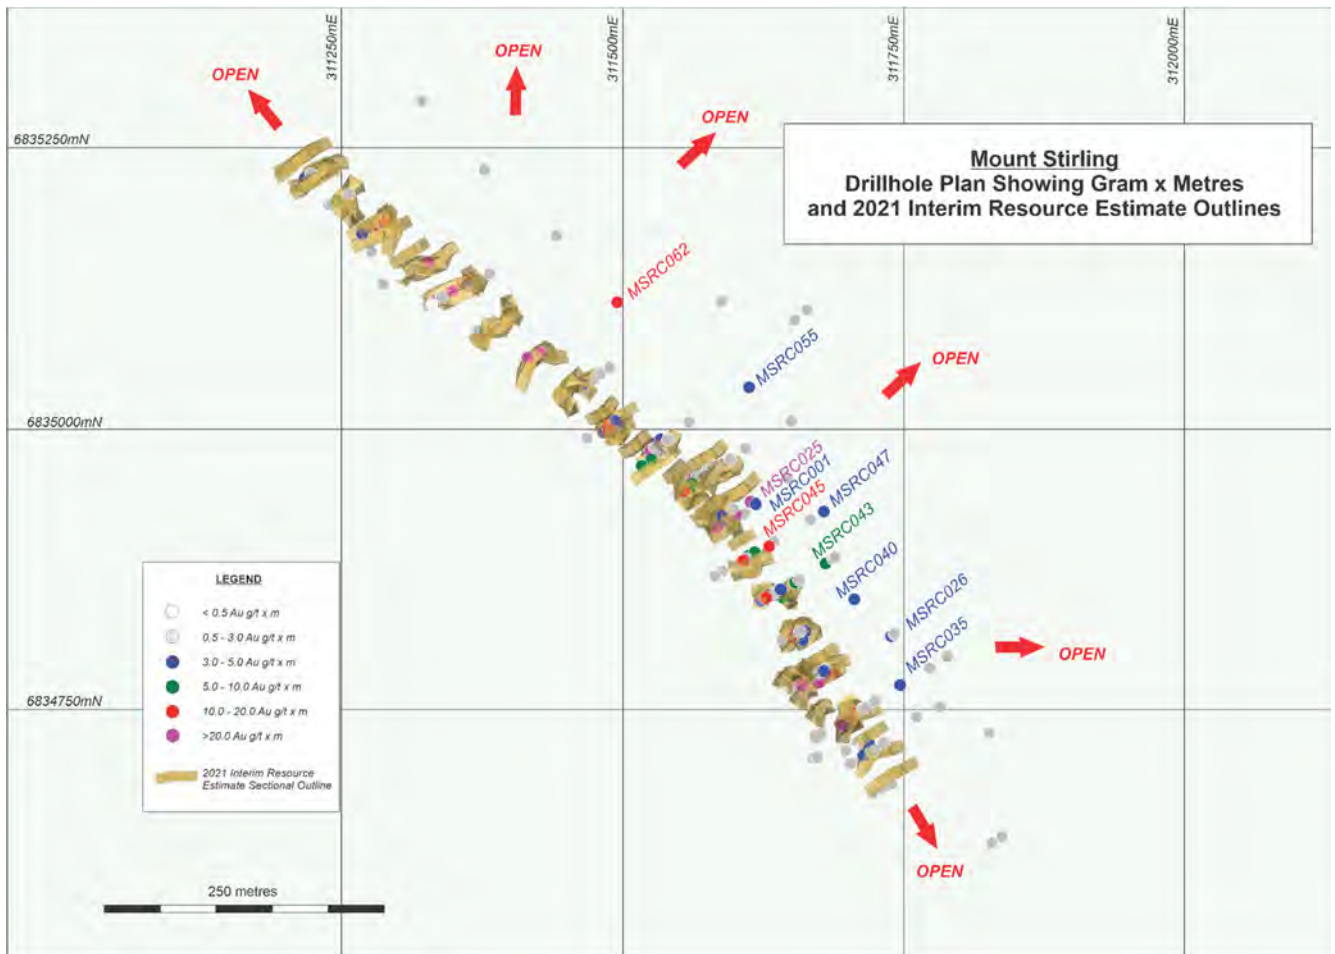 311250mE
311500mE
311750mE
312000mE
OPEN
OPEN
OPEN
6835250mN
Mount Stirling
Drillhole Plan Showing Gram x Metres
and 2021 Interim Resource Estimate Outlines
MSRC062
MSRC055
OPEN
6835000mN
MSRC025
MSRC001
MSRC045
MSRC047
MSRC043
MSRC040
MSRC026
MSRC035
OPEN
6834750mN
OPEN
LEGEND
< 0.5 Au g/t x m
0.5 - 3.0 Au g/t x m
3.0 - 5.0 Au g/t x m
5.0 - 10.0 Au g/t x m
10.0 - 20.0 Au g/t x m
>20.0 Au g/t x m
2021 Interim Resource
Estimate Sectional Outline
250 metres